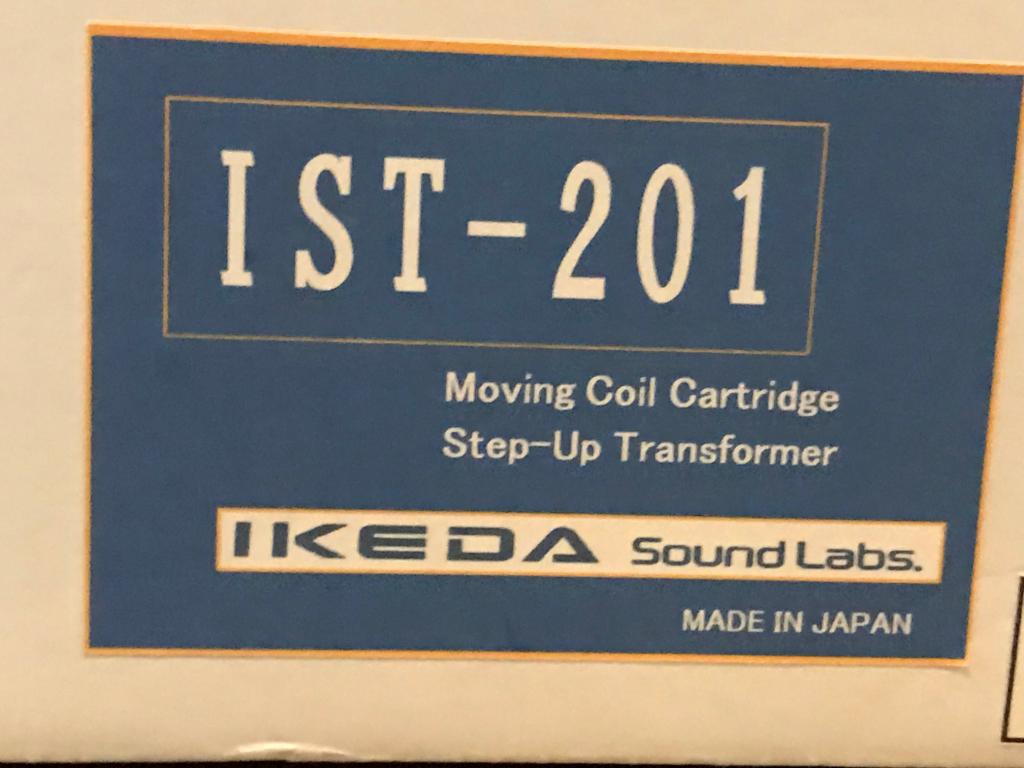 IST-201
Moving Coil Cartridge
Step-Up Transformer
IKEDA Sound Labs.
MADE IN JAPAN